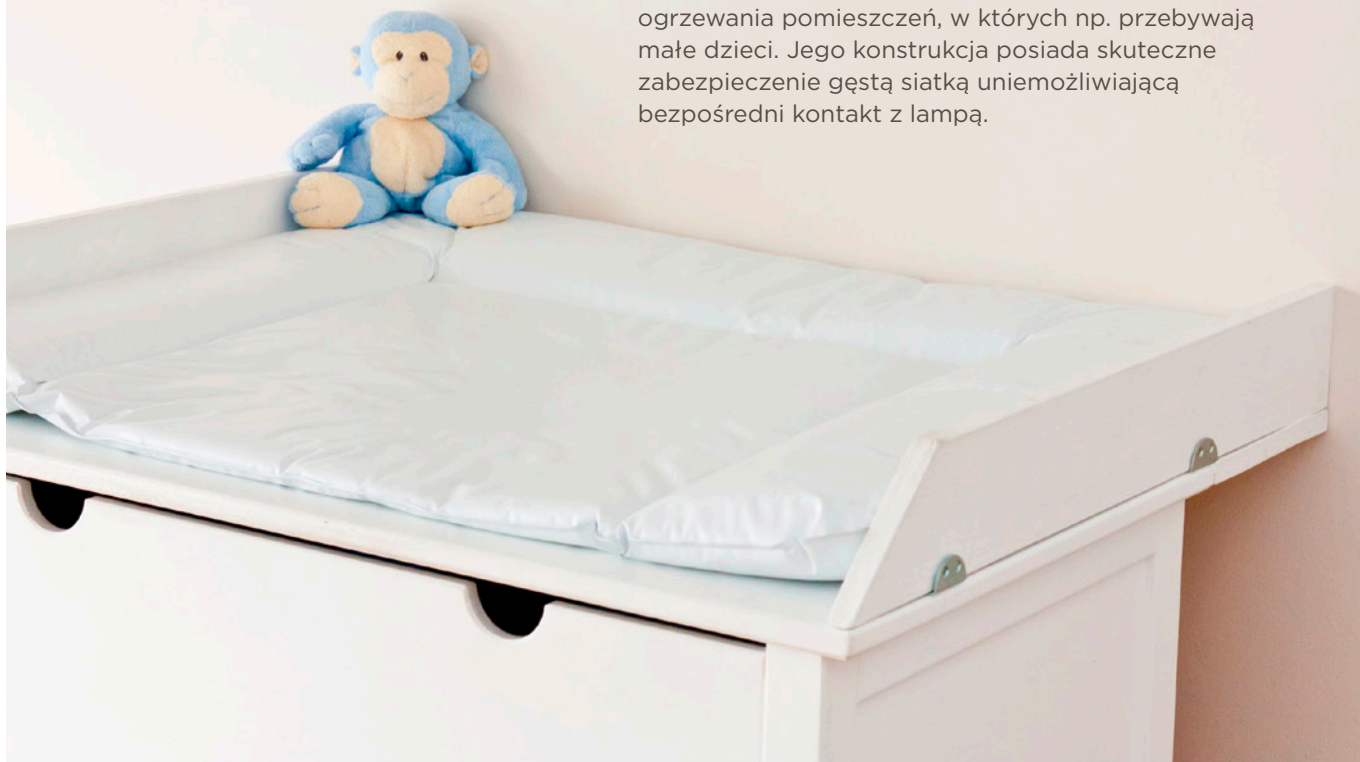 ogrzewania pomieszczeń, w których np. przebywają
małe dzieci. Jego konstrukcja posiada skuteczne
zabezpieczenie gęstą siatką uniemożliwiającą
bezpośredni kontakt z lampą.